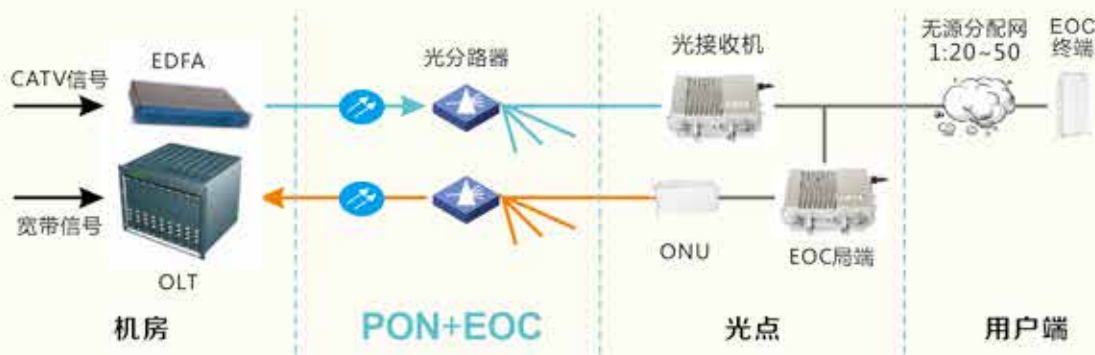 CATV信号
EDFA
光分路器
光接收机
无源分配网
1:20~50
EOC
终端
宽带信号
OLT
ONU
EOC局端
机房
PON+EOC
光点
用户端